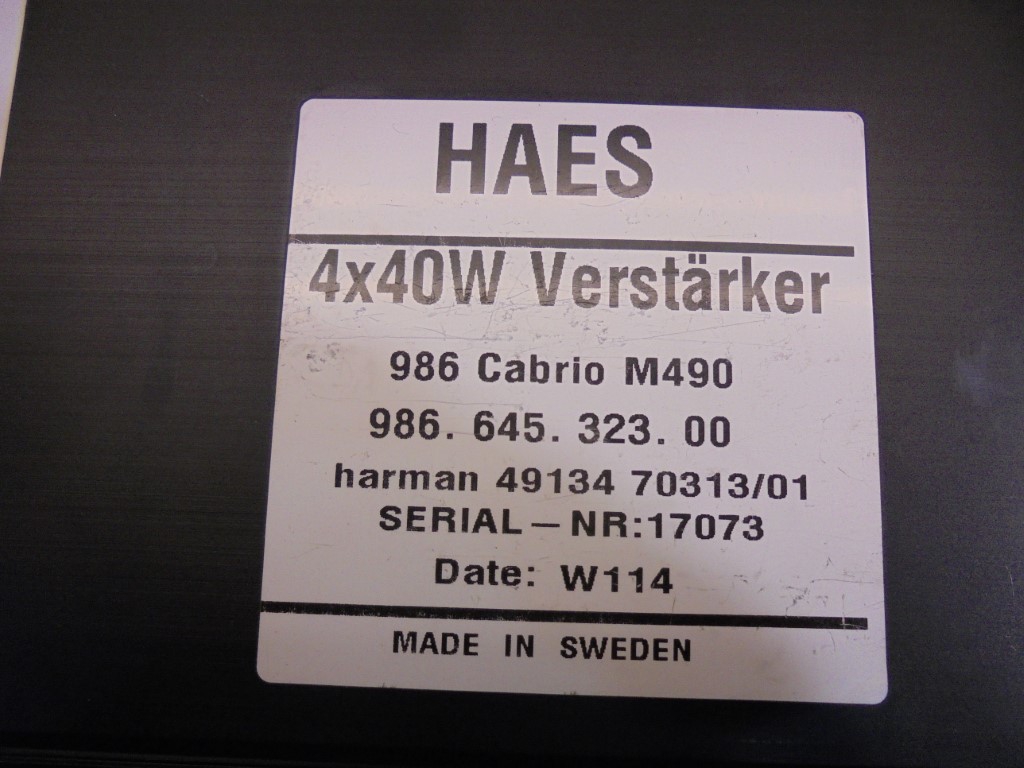 HAES
4x40W Verstärker
986 Cabrio M490
986. 645. 323. 00
harman 49134 70313/01
SERIAL – NR:17073
Date: W114
MADE IN SWEDEN